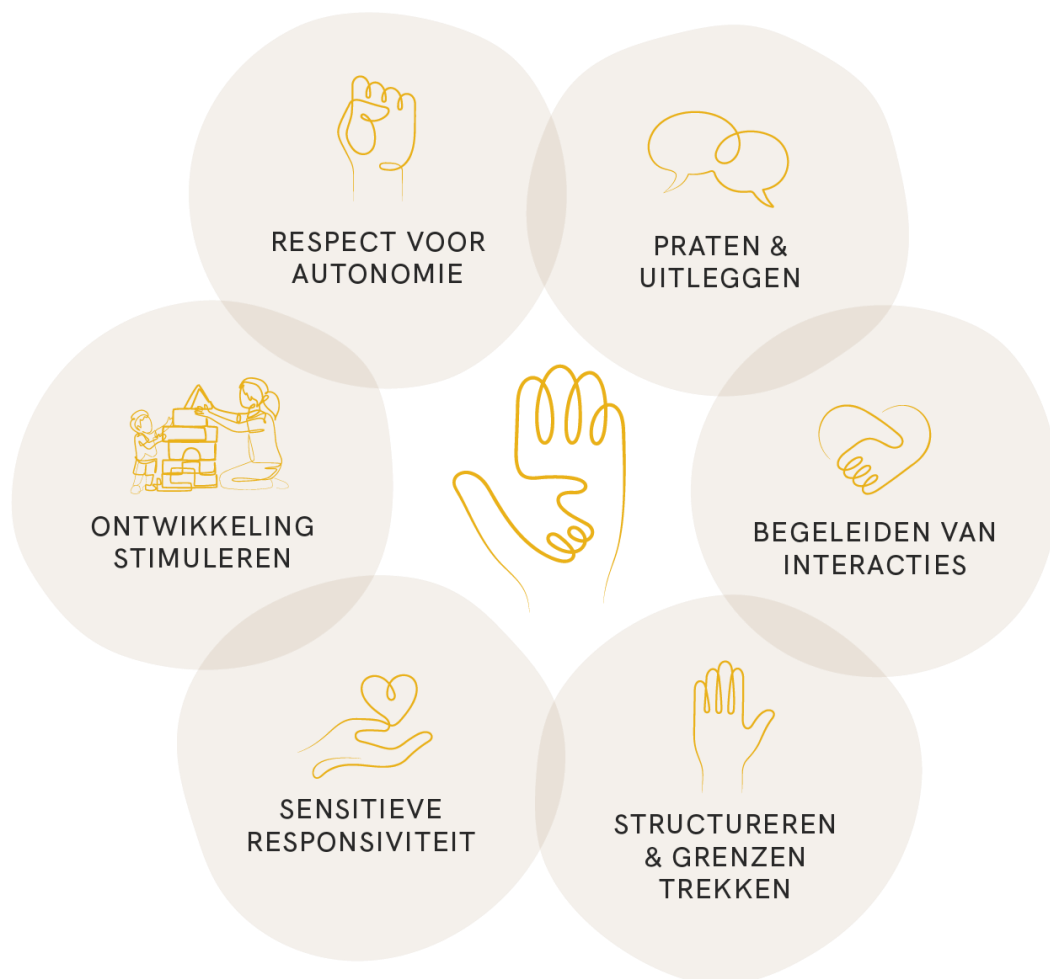 RESPECT VOOR
AUTONOMIE
PRATEN &
UITLEGGEN
ONTWIKKELING
STIMULEREN
BEGELEIDEN VAN
INTERACTIES
SENSITIEVE
RESPONSIVITEIT
STRUCTUREREN
& GRENZEN
TREKKEN